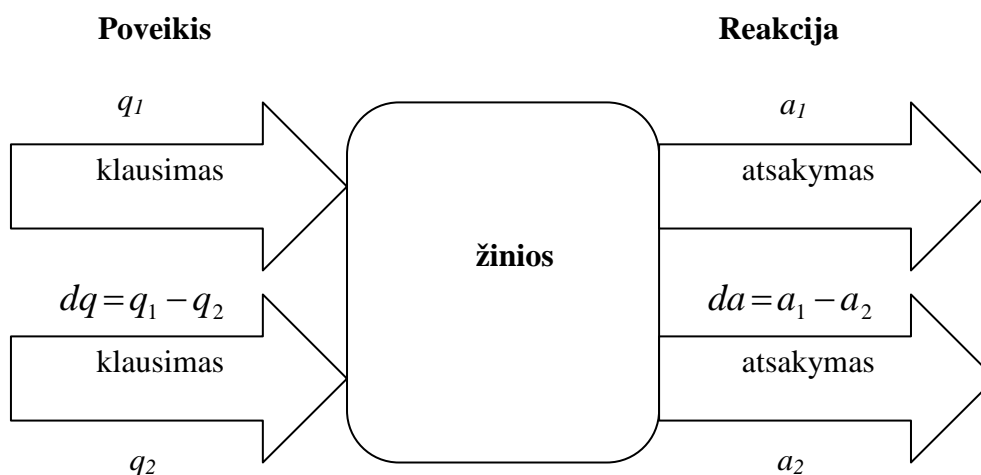 Poveikis Reakcija
q1 a1
klausimas atsakymas
žinios
dq = q1 − q2 da = a1 − a2
klausimas atsakymas
q2 a2